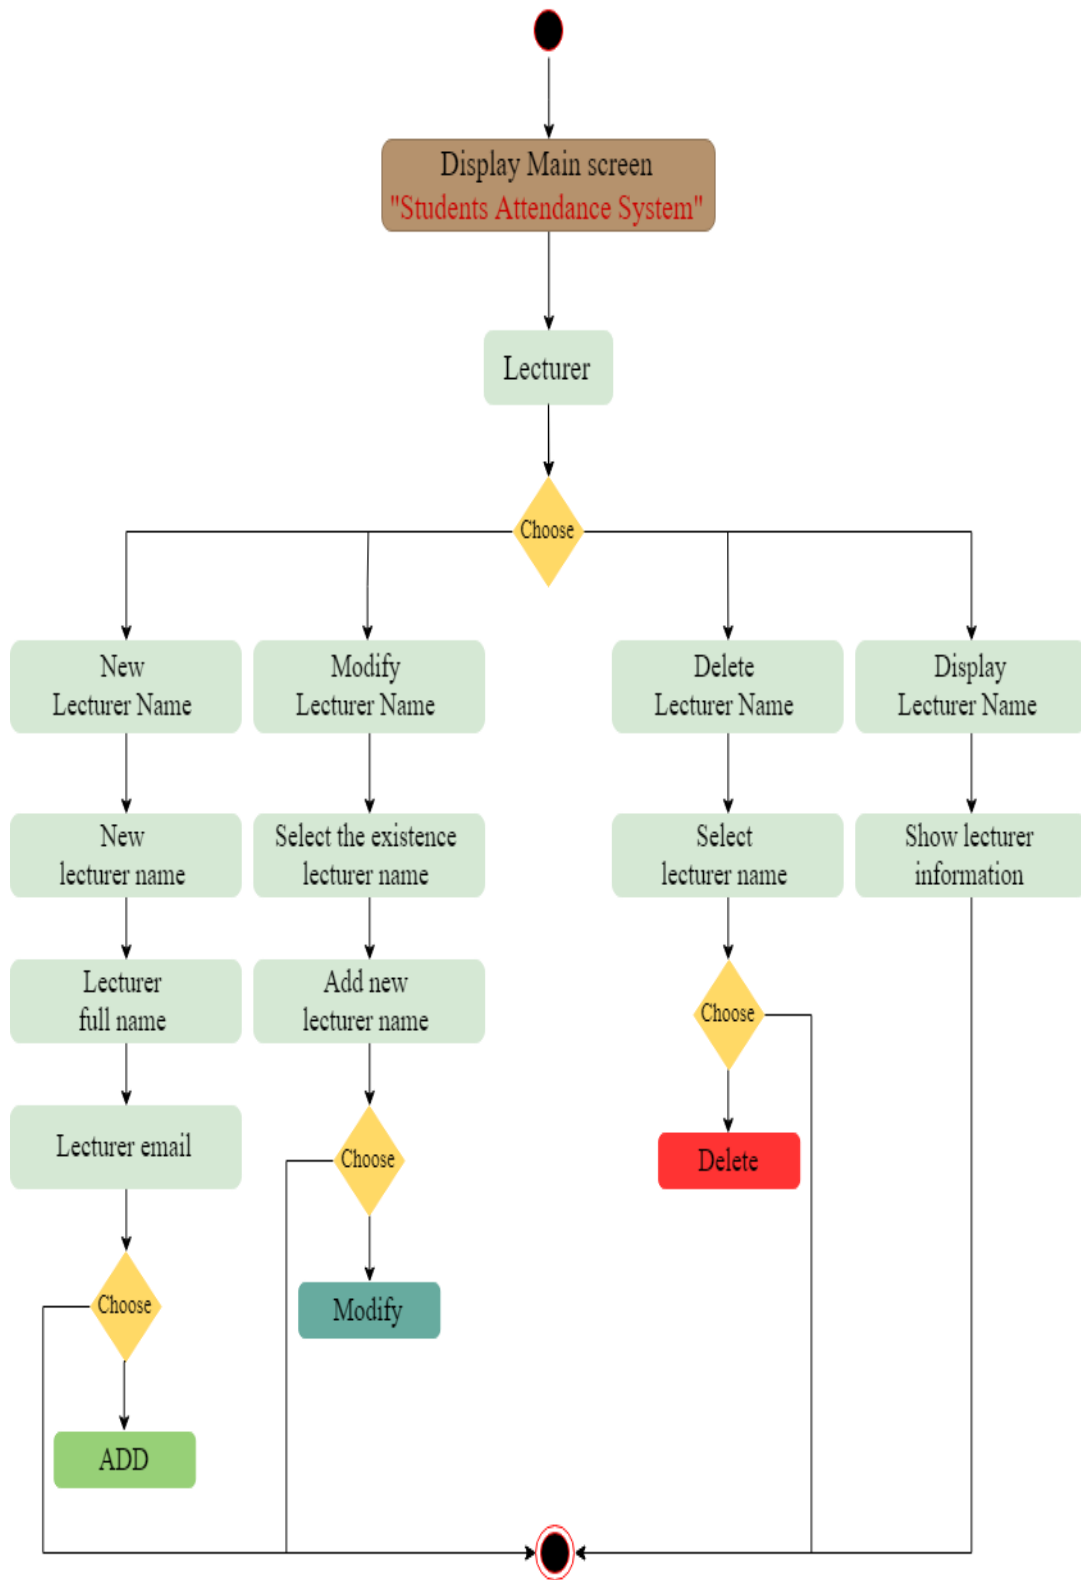 Display Main screen
"Students Attendance System"
Lecturer
Choose
New
Lecturer Name
Modify
Lecturer Name
Delete
Lecturer Name
Display
Lecturer Name
New
lecturer name
Select the existence
lecturer name
Select
lecturer name
Show lecturer
information
Lecturer
full name
Add new
lecturer name
Choose
Lecturer email
Choose
Delete
Choose
Modify
ADD